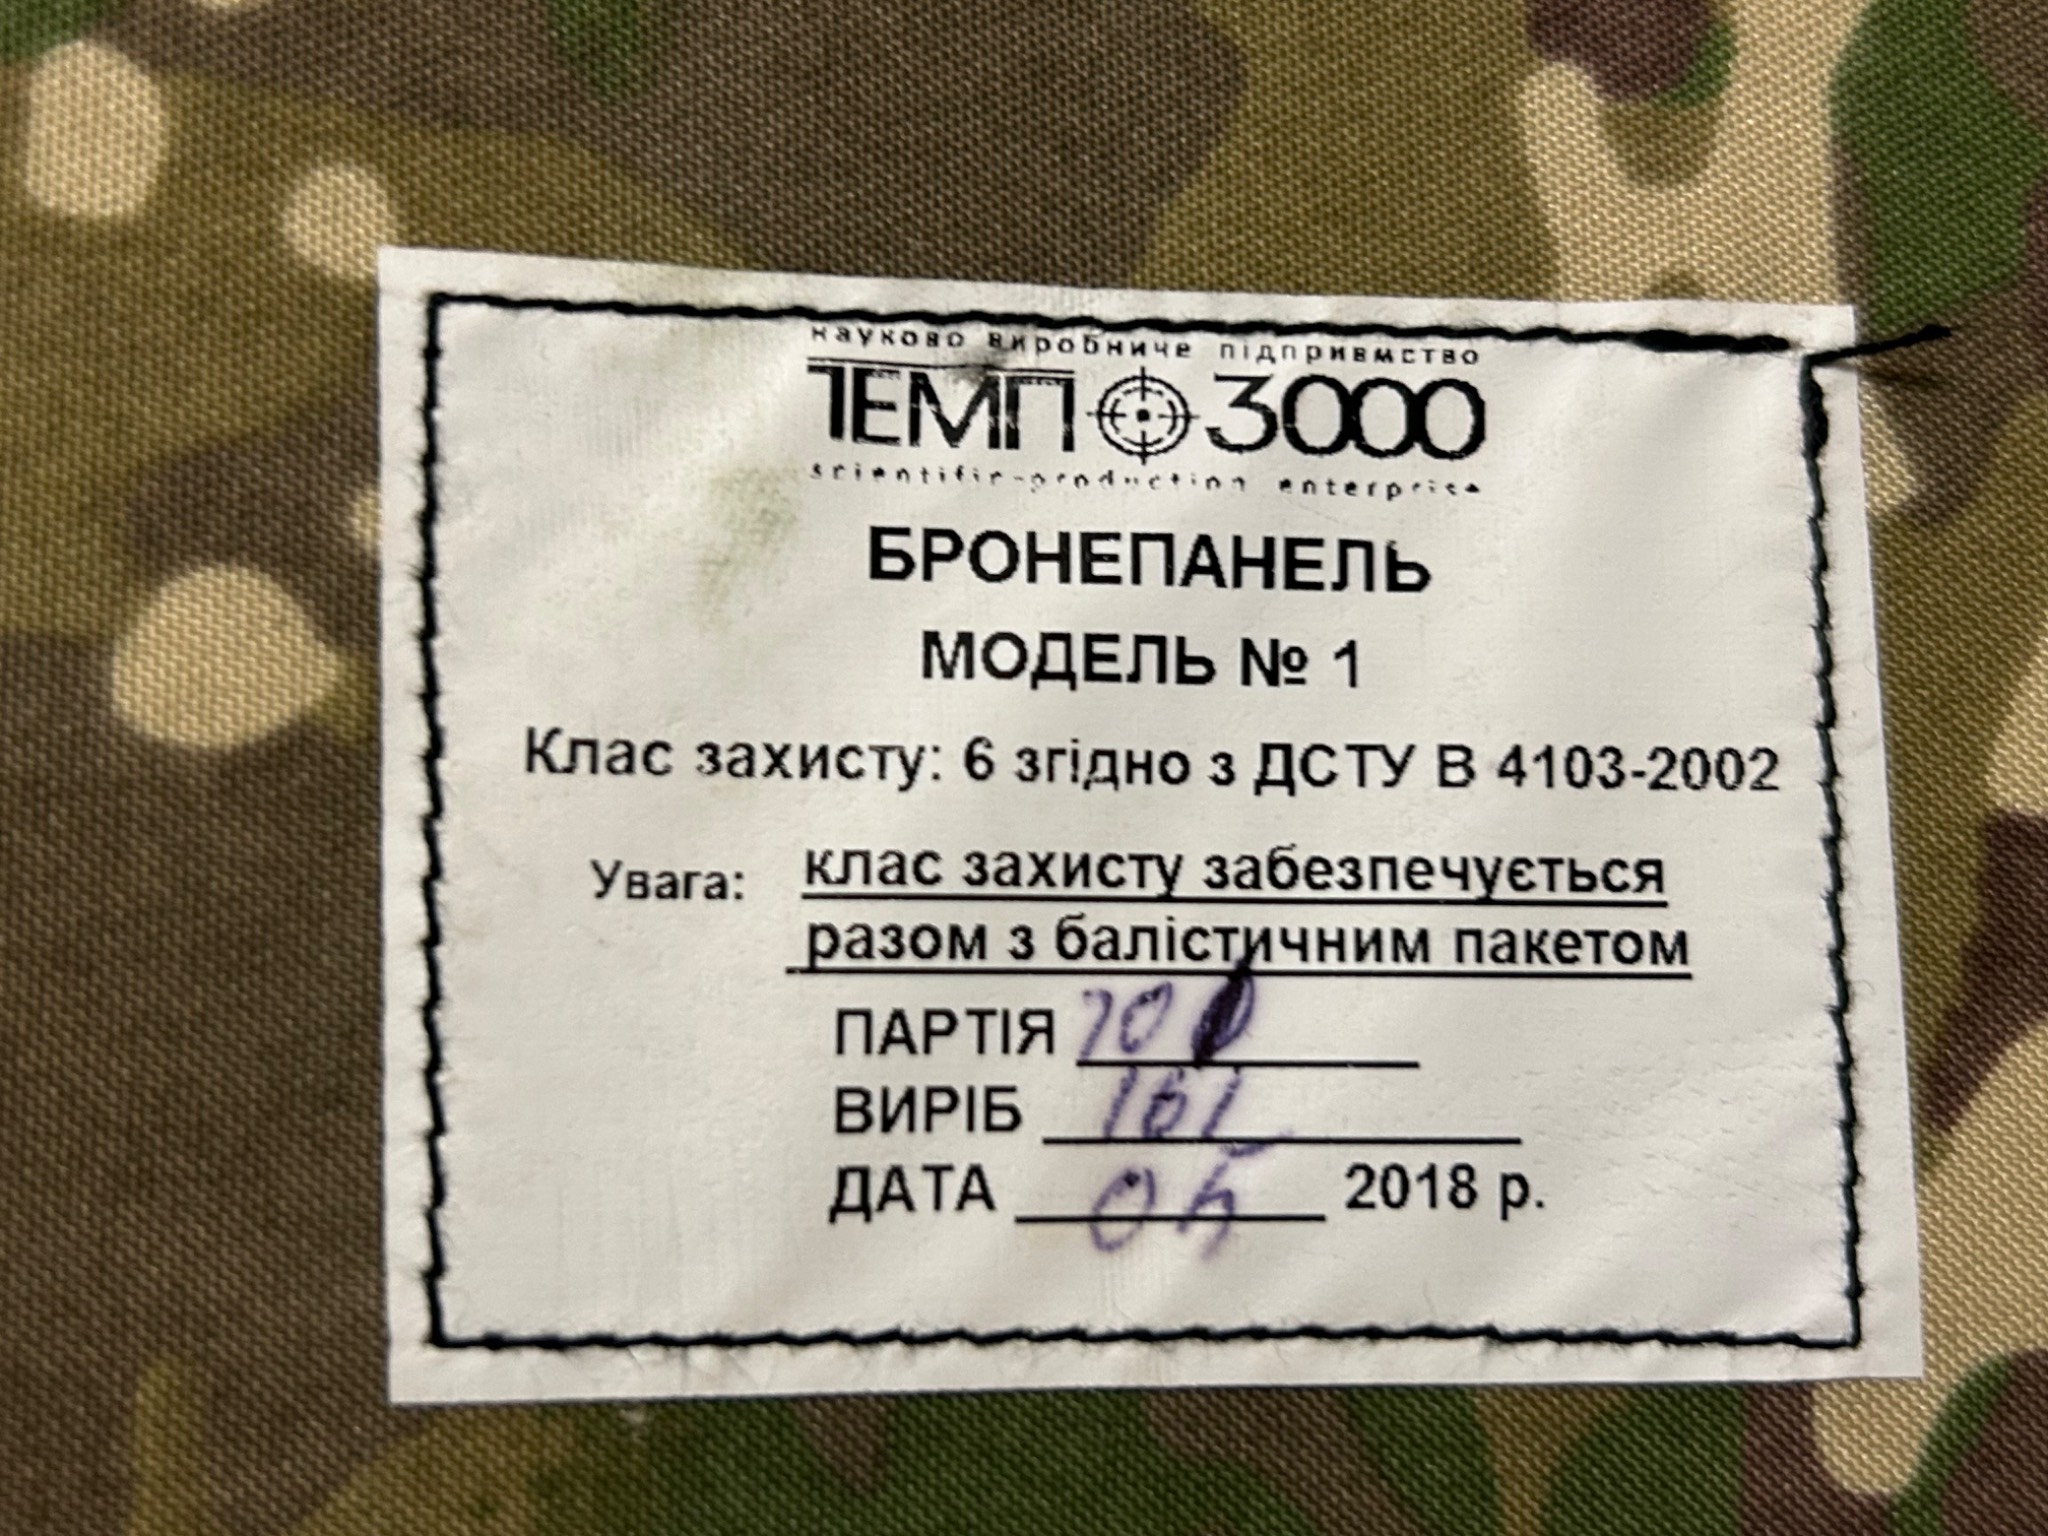 науково виробниче підприємство
ТЕМП 3000
scientific-production enterprise
БРОНЕПАНЕЛЬ
МОДЕЛЬ № 1
Клас захисту: 6 згідно з ДСТУ В 4103-2002
Увага: клас захисту забезпечується
разом з балістичним пакетом
ПАРТІЯ
ВИРІБ
ДАТА 2018 р.